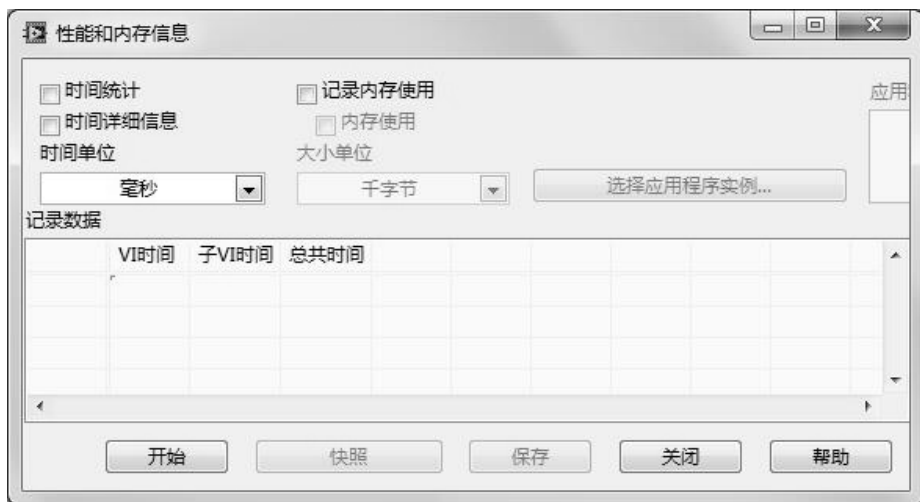 性能和内存信息
时间统计 记录内存使用 应用
时间详细信息 内存使用
时间单位 大小单位
毫秒 千字节 选择应用程序实例...
记录数据
VI时间 子VI时间 总共时间
开始 快照 保存 关闭 帮助